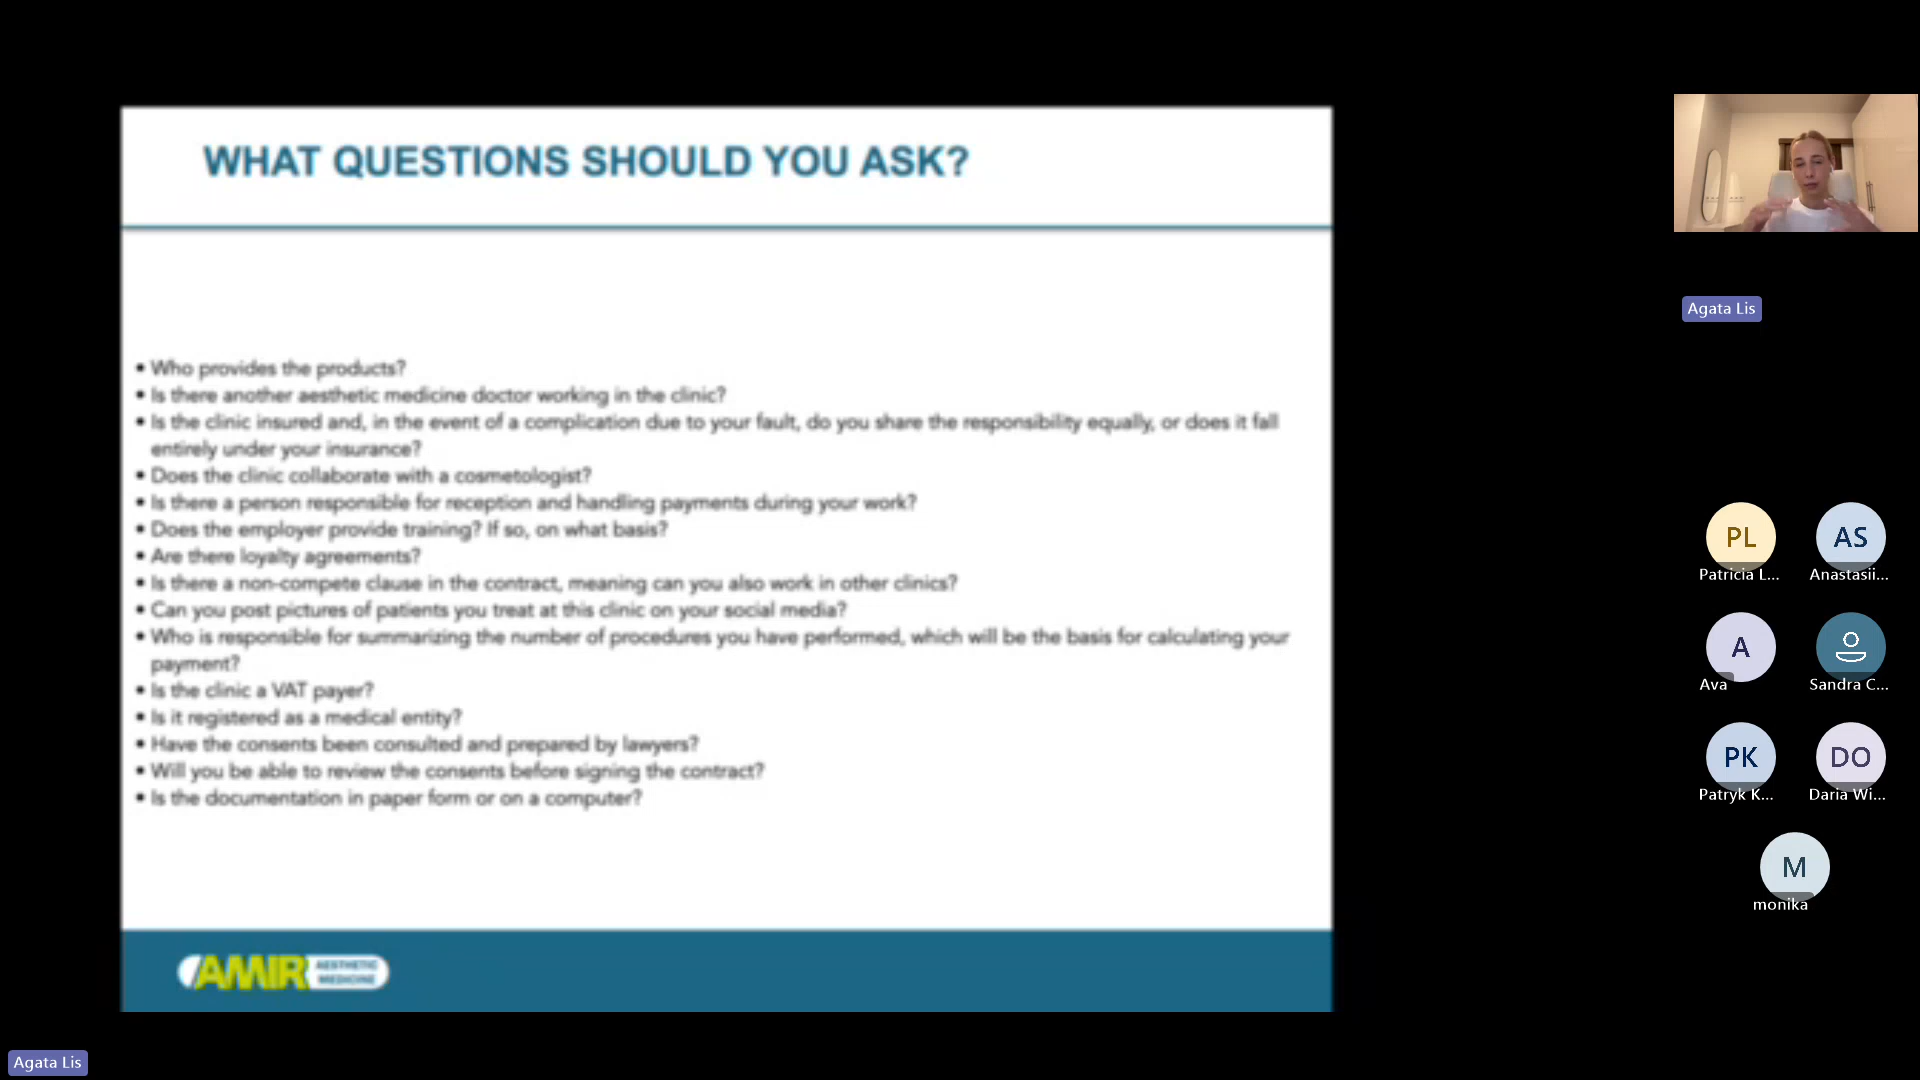 WHAT QUESTIONS SHOULD YOU ASK?
• Who provides the products?
• Is there another aesthetic medicine doctor working in the clinic?
• Is the clinic insured and, in the event of a complication due to your fault, do you share the responsibility equally, or does it fall
entirely under your insurance?
• Does the clinic collaborate with a cosmetologist?
• Is there a person responsible for reception and handling payments during your work?
• Does the employer provide training? If so, on what basis?
• Are there loyalty agreements?
• Is there a non-compete clause in the contract, meaning can you also work in other clinics?
• Can you post pictures of patients you treat at this clinic on your social media?
• Who is responsible for summarizing the number of procedures you have performed, which will be the basis for calculating your
payment?
• Is the clinic a VAT payer?
• Is it registered as a medical entity?
• Have the consents been consulted and prepared by lawyers?
• Will you be able to review the consents before signing the contract?
• Is the documentation in paper form or on a computer?
AMIR AESTHETIC
MEDICINE
Agata Lis
Agata Lis
PL
AS
Patricia L...
Anastasii...
A
Ava
Sandra C...
PK
DO
Patryk K...
Daria Wi...
M
monika